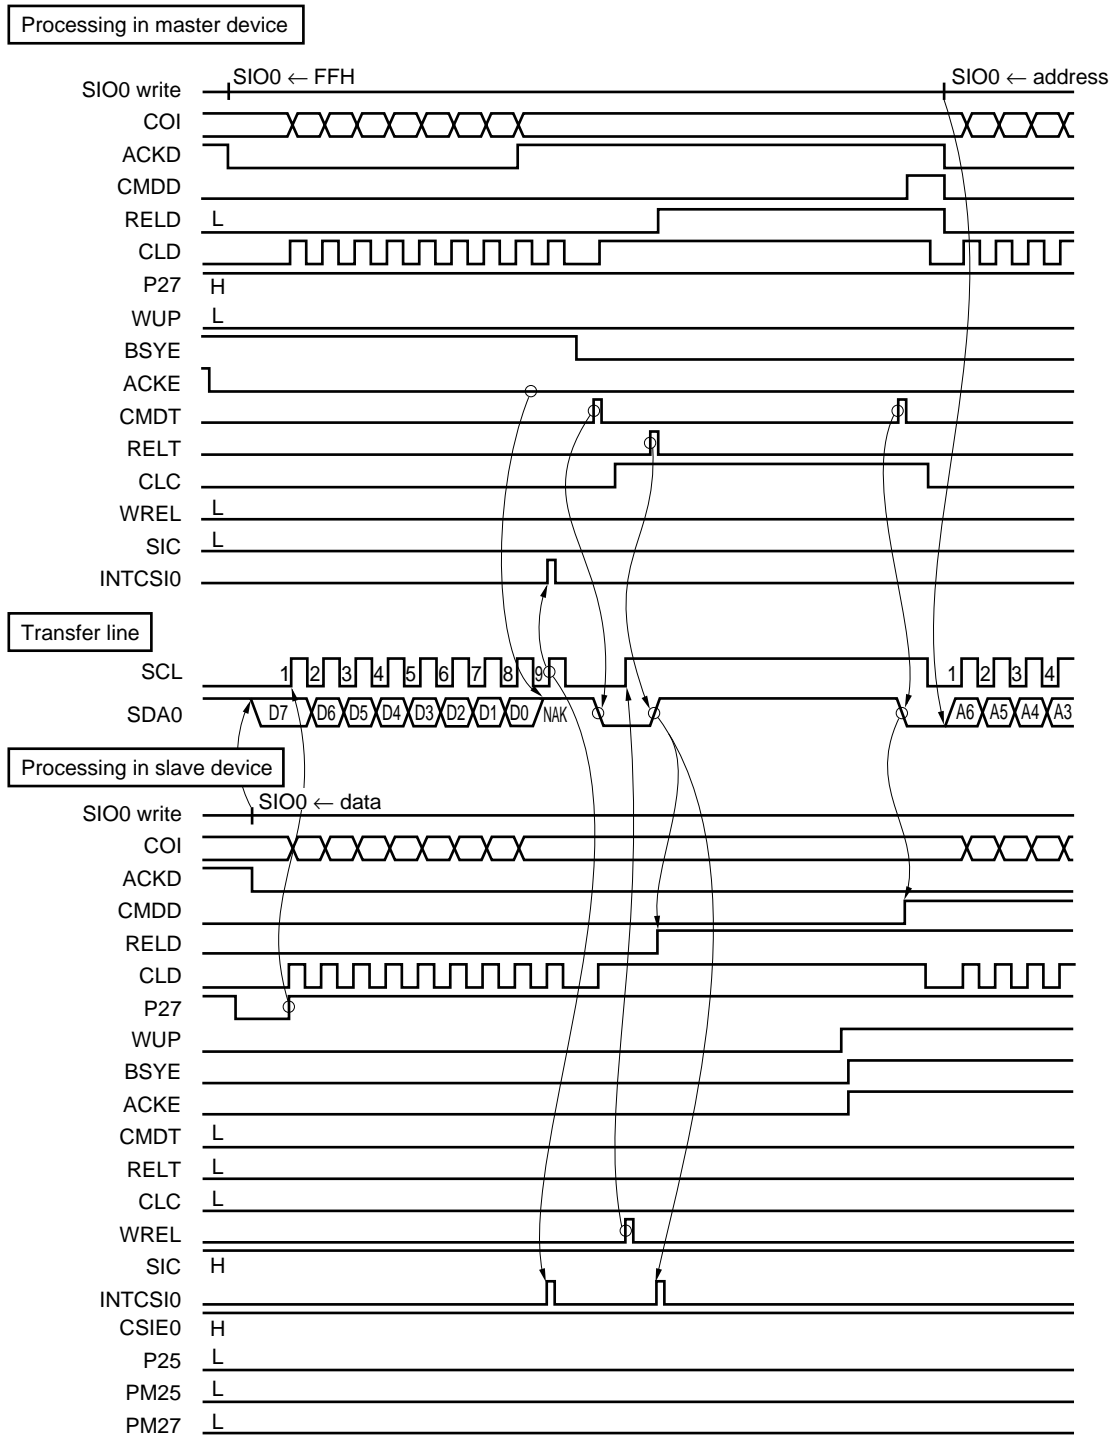 Processing in master device
SIO0 write SIO0 ← FFH SIO0 ← address
COI
ACKD
CMDD
RELD L
CLD
P27 H
WUP L
BSYE
ACKE
CMDT
RELT
CLC
WREL L
SIC L
INTCSI0
Transfer line
SCL 1 2 3 4 5 6 7 8 9 1 2 3 4
SDA0 D7 D6 D5 D4 D3 D2 D1 D0 NAK A6 A5 A4 A3
Processing in slave device
SIO0 write SIO0 ← data
COI
ACKD
CMDD
RELD
CLD
P27
WUP
BSYE
ACKE
CMDT L
RELT L
CLC L
WREL
SIC H
INTCSI0
CSIE0 H
P25 L
PM25 L
PM27 L